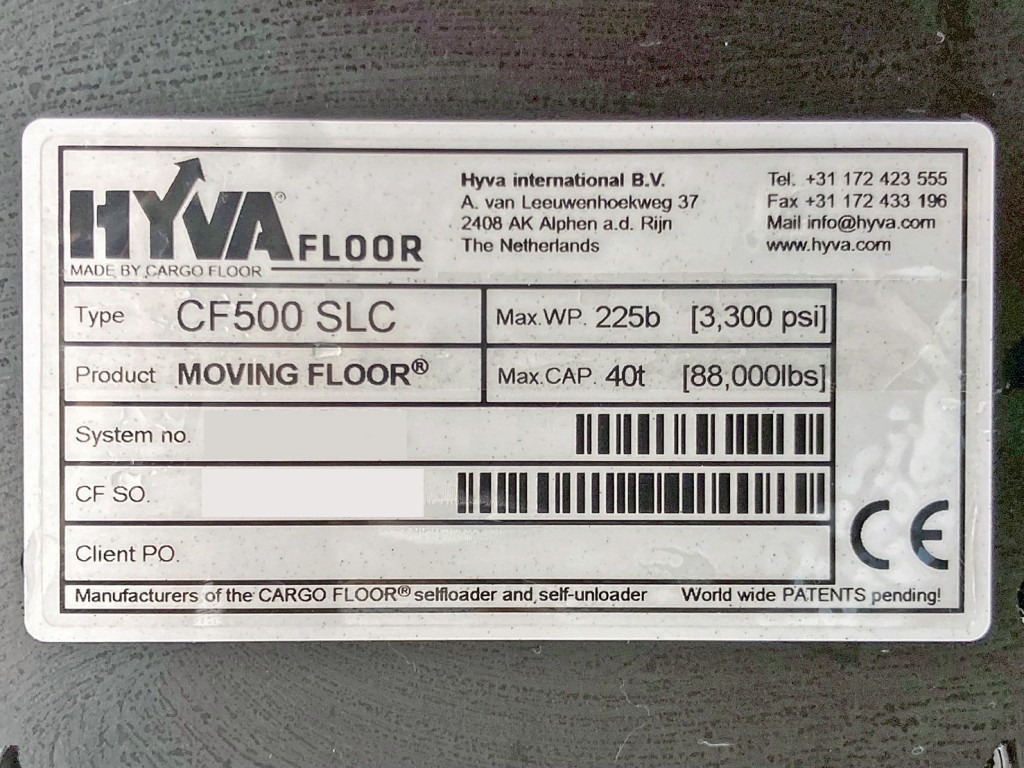 HYVA® FLOOR
MADE BY CARGO FLOOR
Hyva international B.V.
A. van Leeuwenhoekweg 37
2408 AK Alphen a.d. Rijn
The Netherlands
Tel. +31 172 423 555
Fax +31 172 433 196
Mail info@hyva.com
www.hyva.com
Type CF500 SLC
Max.WP. 225b [3,300 psi]
Product MOVING FLOOR®
Max.CAP. 40t [88,000lbs]
System no.
CF SO.
Client PO.
CE
Manufacturers of the CARGO FLOOR® selfloader and self-unloader World wide PATENTS pending!